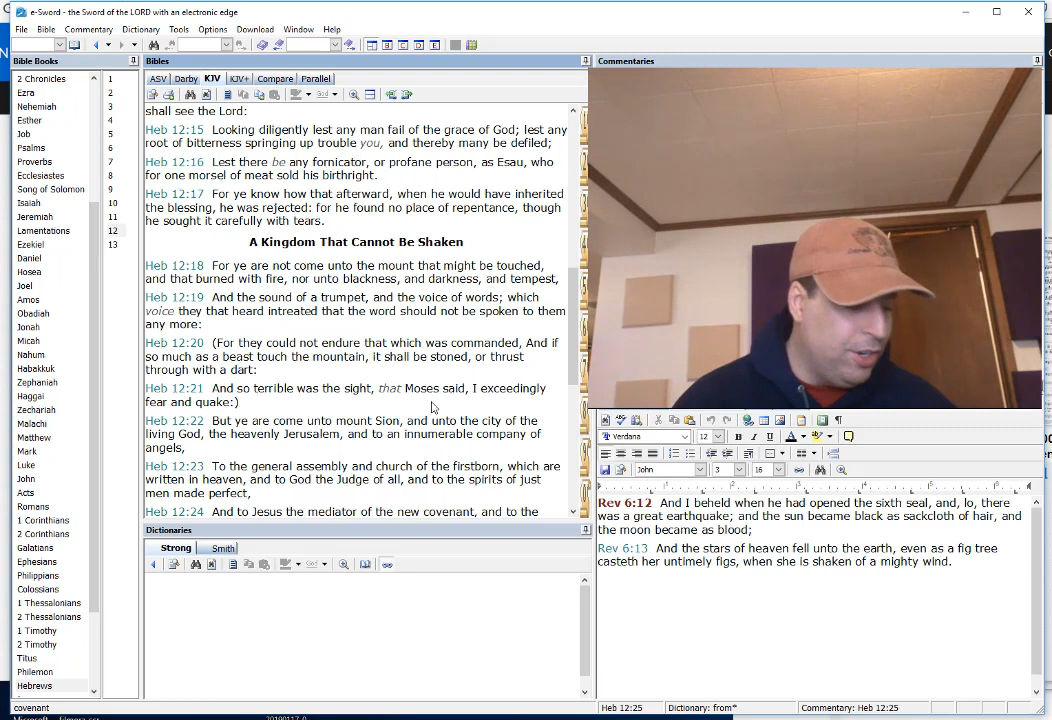 e-Sword - the Sword of the LORD with an electronic edge
File Bible Commentary Dictionary Tools Options Download Window Help
B C D E
Bible Books
Bibles
Commentaries
2 Chronicles
Ezra
Nehemiah
Esther
Job
Psalms
Proverbs
Ecclesiastes
Song of Solomon
Isaiah
Jeremiah
Lamentations
Ezekiel
Daniel
Hosea
Joel
Amos
Obadiah
Jonah
Micah
Nahum
Habakkuk
Zephaniah
Haggai
Zechariah
Malachi
Matthew
Mark
Luke
John
Acts
Romans
1 Corinthians
2 Corinthians
Galatians
Ephesians
Philippians
Colossians
1 Thessalonians
2 Thessalonians
1 Timothy
2 Timothy
Titus
Philemon
Hebrews
1
2
3
4
5
6
7
8
9
10
11
12
13
ASV Darby KJV KJV+ Compare Parallel
God
shall see the Lord:
Heb 12:15 Looking diligently lest any man fail of the grace of God; lest any
root of bitterness springing up trouble you, and thereby many be defiled;
Heb 12:16 Lest there be any fornicator, or profane person, as Esau, who
for one morsel of meat sold his birthright.
Heb 12:17 For ye know how that afterward, when he would have inherited
the blessing, he was rejected: for he found no place of repentance, though
he sought it carefully with tears.
A Kingdom That Cannot Be Shaken
Heb 12:18 For ye are not come unto the mount that might be touched,
and that burned with fire, nor unto blackness, and darkness, and tempest,
Heb 12:19 And the sound of a trumpet, and the voice of words; which
voice they that heard intreated that the word should not be spoken to them
any more:
Heb 12:20 (For they could not endure that which was commanded, And if
so much as a beast touch the mountain, it shall be stoned, or thrust
through with a dart:
Heb 12:21 And so terrible was the sight, that Moses said, I exceedingly
fear and quake:)
Heb 12:22 But ye are come unto mount Sion, and unto the city of the
living God, the heavenly Jerusalem, and to an innumerable company of
angels,
Heb 12:23 To the general assembly and church of the firstborn, which are
written in heaven, and to God the Judge of all, and to the spirits of just
men made perfect,
Heb 12:24 And to Jesus the mediator of the new covenant, and to the
Dictionaries
Strong Smith
God
Verdana 12 B I U A
John 3 16
1 2 3 4 5 6
Rev 6:12 And I beheld when he had opened the sixth seal, and, lo, there
was a great earthquake; and the sun became black as sackcloth of hair, and
the moon became as blood;
Rev 6:13 And the stars of heaven fell unto the earth, even as a fig tree
casteth her untimely figs, when she is shaken of a mighty wind.
covenant
Heb 12:25
Dictionary: from*
Commentary: Heb 12:25